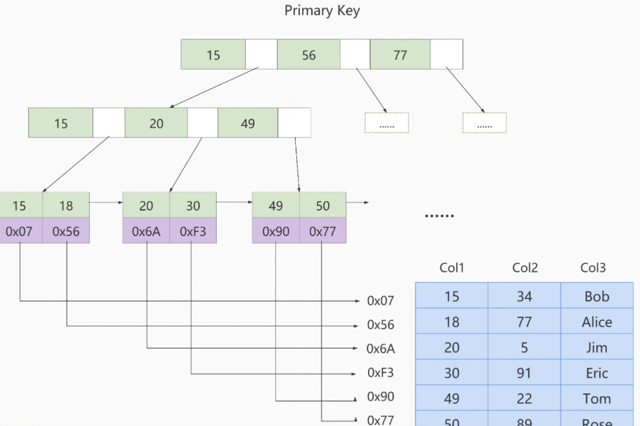 Primary Key
15 56 77
15 20 49
...... ......
15 18 20 30 49 50
0x07 0x56 0x6A 0xF3 0x90 0x77
......
Col1 Col2 Col3
0x07 15 34 Bob
0x56 18 77 Alice
0x6A 20 5 Jim
0xF3 30 91 Eric
0x90 49 22 Tom
0x77 50 89 Rose